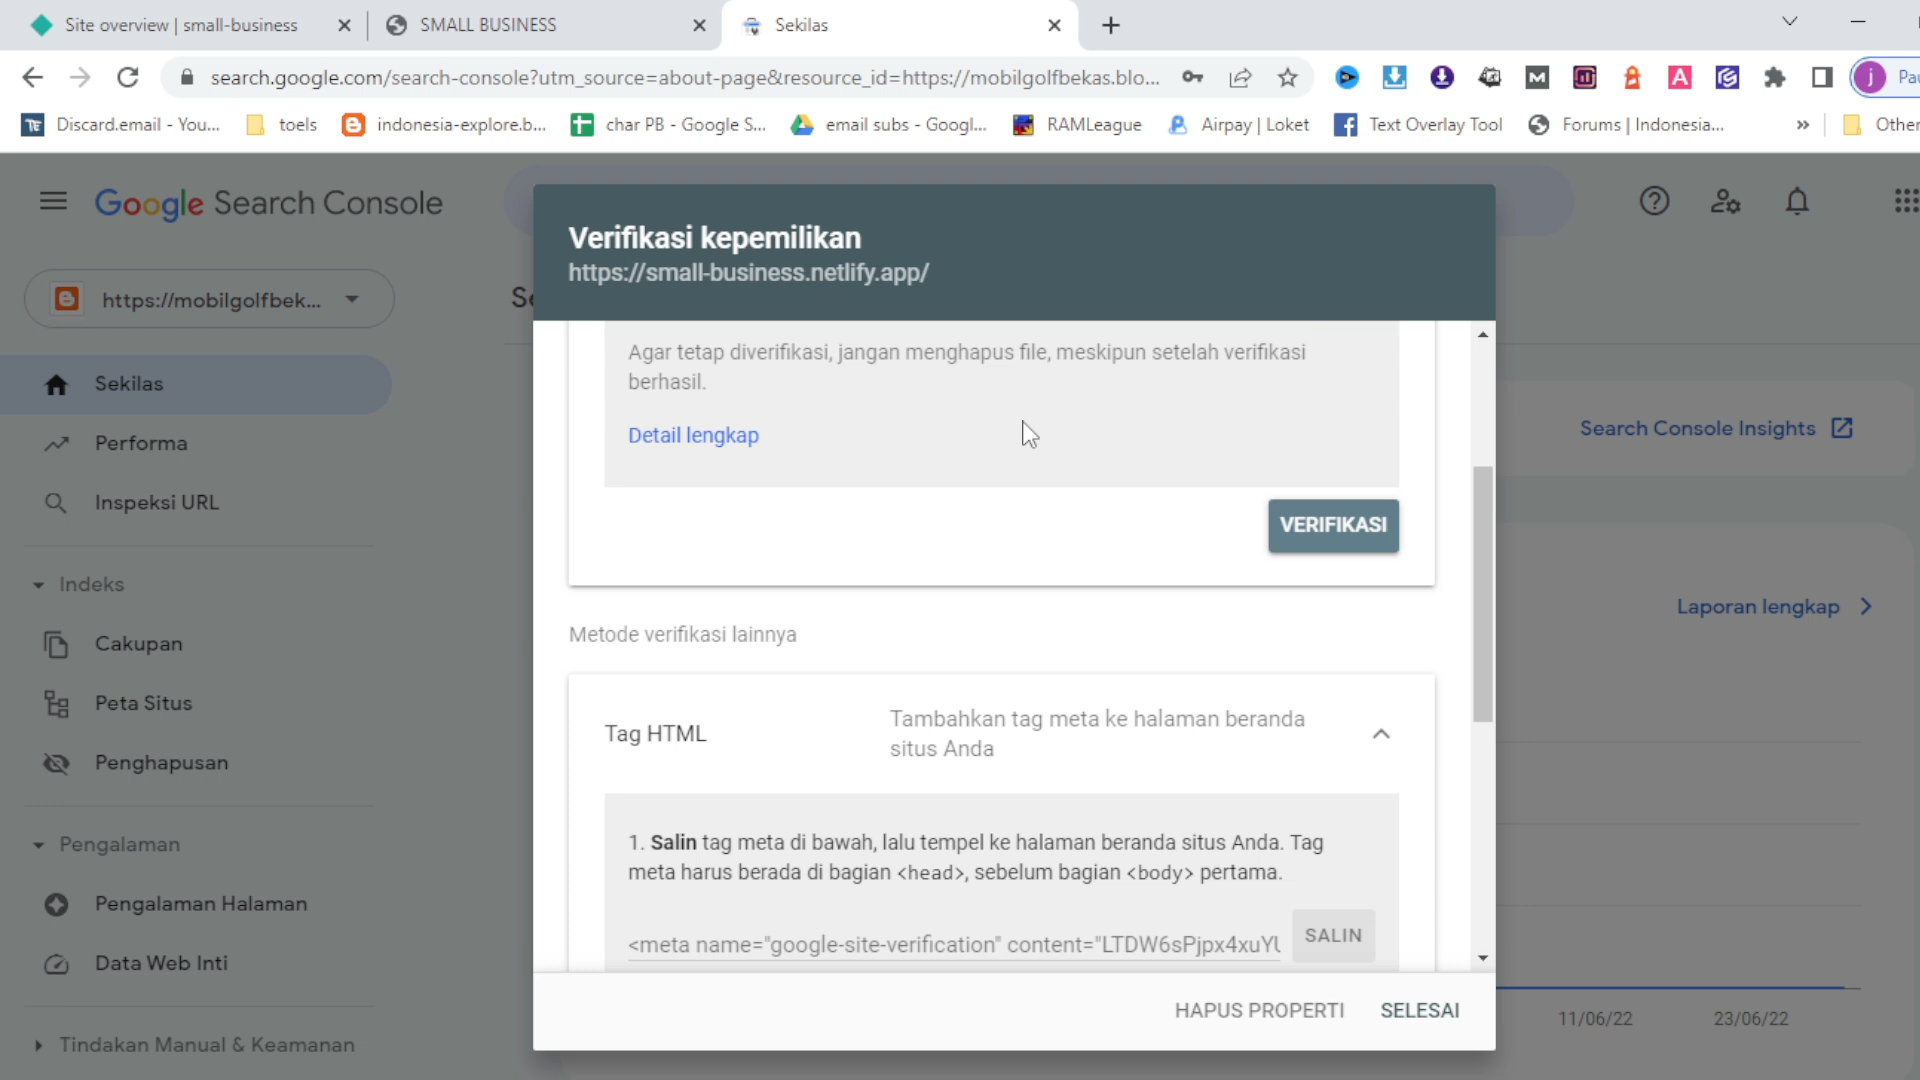 Site overview | small-business
SMALL BUSINESS
Sekilas
search.google.com/search-console?utm_source=about-page&resource_id=https://mobilgolfbekas.blo...
Discard.email - You...
toels
indonesia-explore.b...
char PB - Google S...
email subs - Googl...
RAMLeague
Airpay | Loket
Text Overlay Tool
Forums | Indonesia...
»
Google Search Console
https://mobilgolfbek...
Sekilas
Performa
Inspeksi URL
Indeks
Cakupan
Peta Situs
Penghapusan
Pengalaman
Pengalaman Halaman
Data Web Inti
Tindakan Manual & Keamanan
Verifikasi kepemilikan
https://small-business.netlify.app/
Agar tetap diverifikasi, jangan menghapus file, meskipun setelah verifikasi
berhasil.
Detail lengkap
VERIFIKASI
Metode verifikasi lainnya
Tag HTML
Tambahkan tag meta ke halaman beranda
situs Anda
1. Salin tag meta di bawah, lalu tempel ke halaman beranda situs Anda. Tag
meta harus berada di bagian <head>, sebelum bagian <body> pertama.
<meta name="google-site-verification" content="LTDW6sPjpx4xuYU
SALIN
HAPUS PROPERTI
SELESAI
Search Console Insights
Laporan lengkap
11/06/22
23/06/22